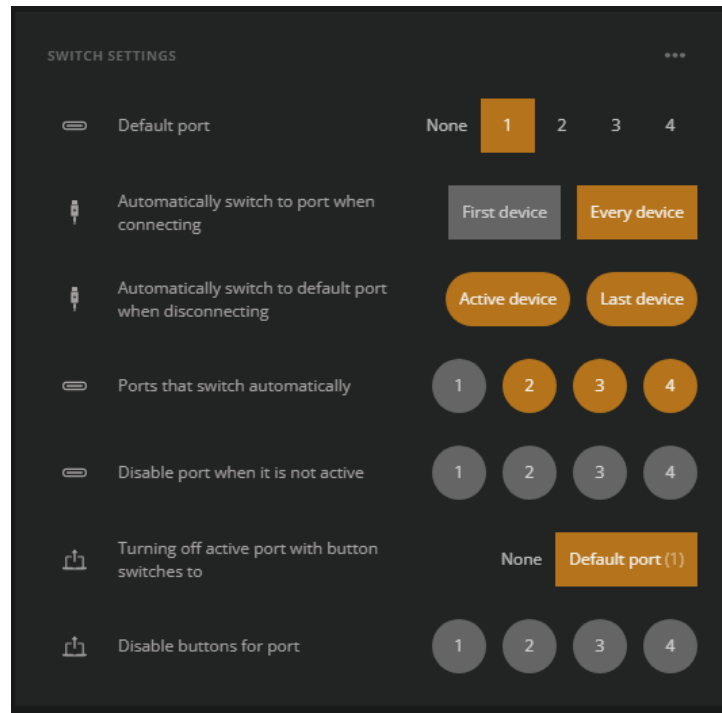 SWITCH SETTINGS
Default port None 1 2 3 4
Automatically switch to port when
connecting
First device Every device
Automatically switch to default port
when disconnecting
Active device Last device
Ports that switch automatically 1 2 3 4
Disable port when it is not active 1 2 3 4
Turning off active port with button
switches to
None Default port (1)
Disable buttons for port 1 2 3 4